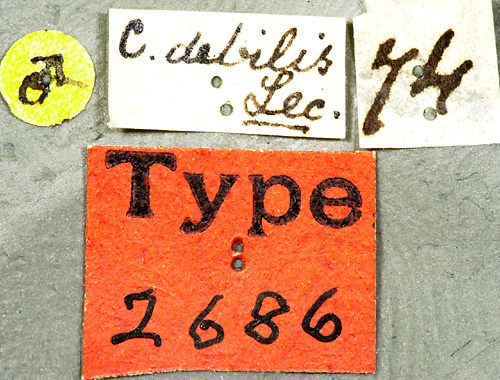 ♂
C. debilis
Lec.
74
Type
2686